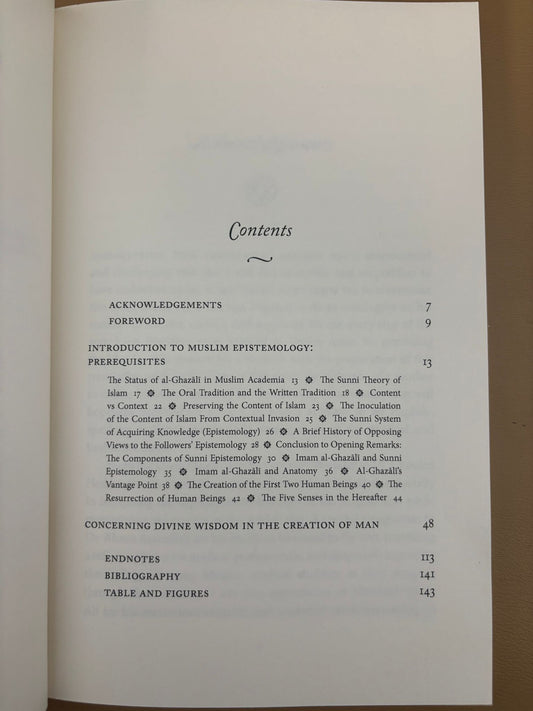 Contents
ACKNOWLEDGEMENTS 7
FOREWORD 9
INTRODUCTION TO MUSLIM EPISTEMOLOGY:
PREREQUISITES 13
The Status of al-Ghazālī in Muslim Academia 13 The Sunni Theory of
Islam 17 The Oral Tradition and the Written Tradition 18 Content
vs Context 22 Preserving the Content of Islam 23 The Inoculation
of the Content of Islam From Contextual Invasion 25 The Sunni System
of Acquiring Knowledge (Epistemology) 26 A Brief History of Opposing
Views to the Followers' Epistemology 28 Conclusion to Opening Remarks:
The Components of Sunni Epistemology 30 Imam al-Ghazālī and Sunni
Epistemology 35 Imam al-Ghazālī and Anatomy 36 Al-Ghazālī's
Vantage Point 38 The Creation of the First Two Human Beings 40 The
Resurrection of Human Beings 42 The Five Senses in the Hereafter 44
CONCERNING DIVINE WISDOM IN THE CREATION OF MAN 48
ENDNOTES 113
BIBLIOGRAPHY 141
TABLE AND FIGURES 143